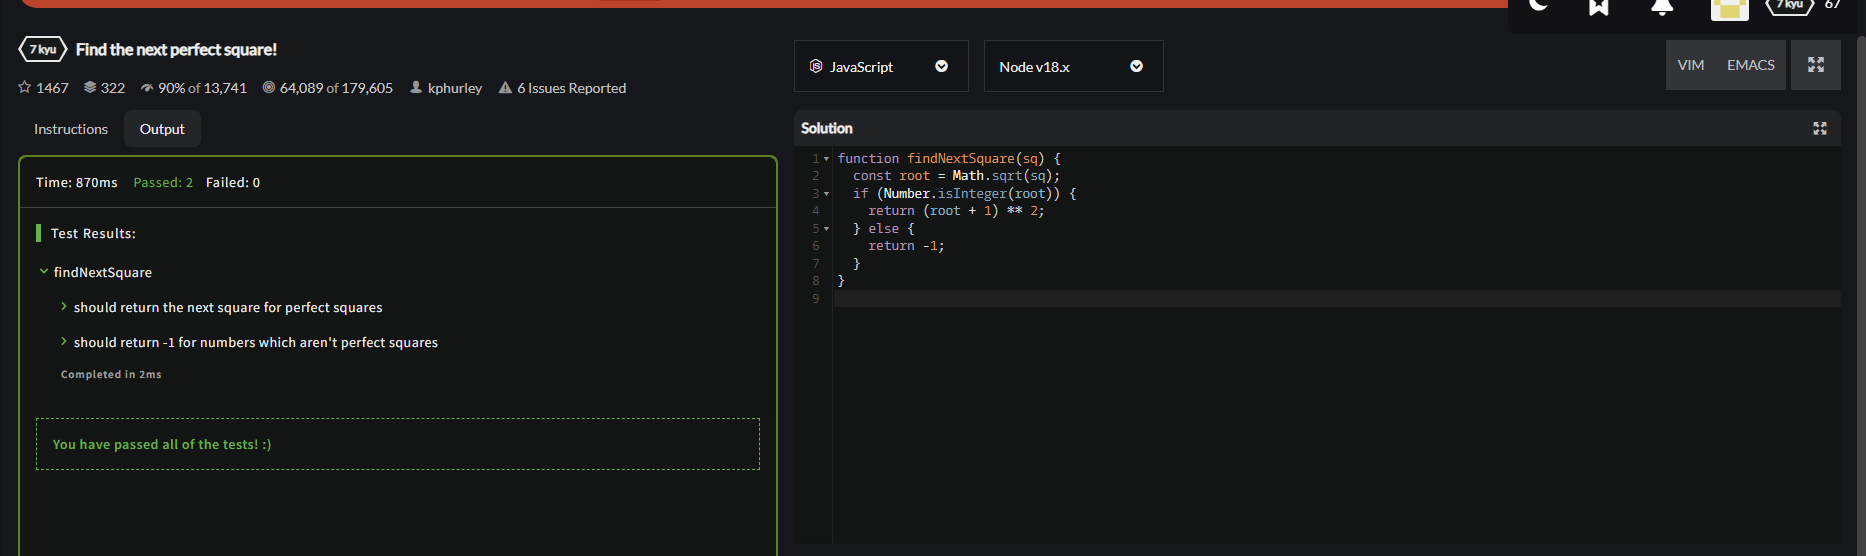 7 kyu
67
7 kyu Find the next perfect square!
1467 322 90% of 13,741 64,089 of 179,605 kphurley 6 Issues Reported
Instructions Output
Time: 870ms Passed: 2 Failed: 0
Test Results:
findNextSquare
should return the next square for perfect squares
should return -1 for numbers which aren't perfect squares
Completed in 2ms
You have passed all of the tests! :)
JavaScript Node v18.x VIM EMACS
Solution
1 function findNextSquare(sq) {
2 const root = Math.sqrt(sq);
3 if (Number.isInteger(root)) {
4 return (root + 1) ** 2;
5 } else {
6 return -1;
7 }
8 }
9